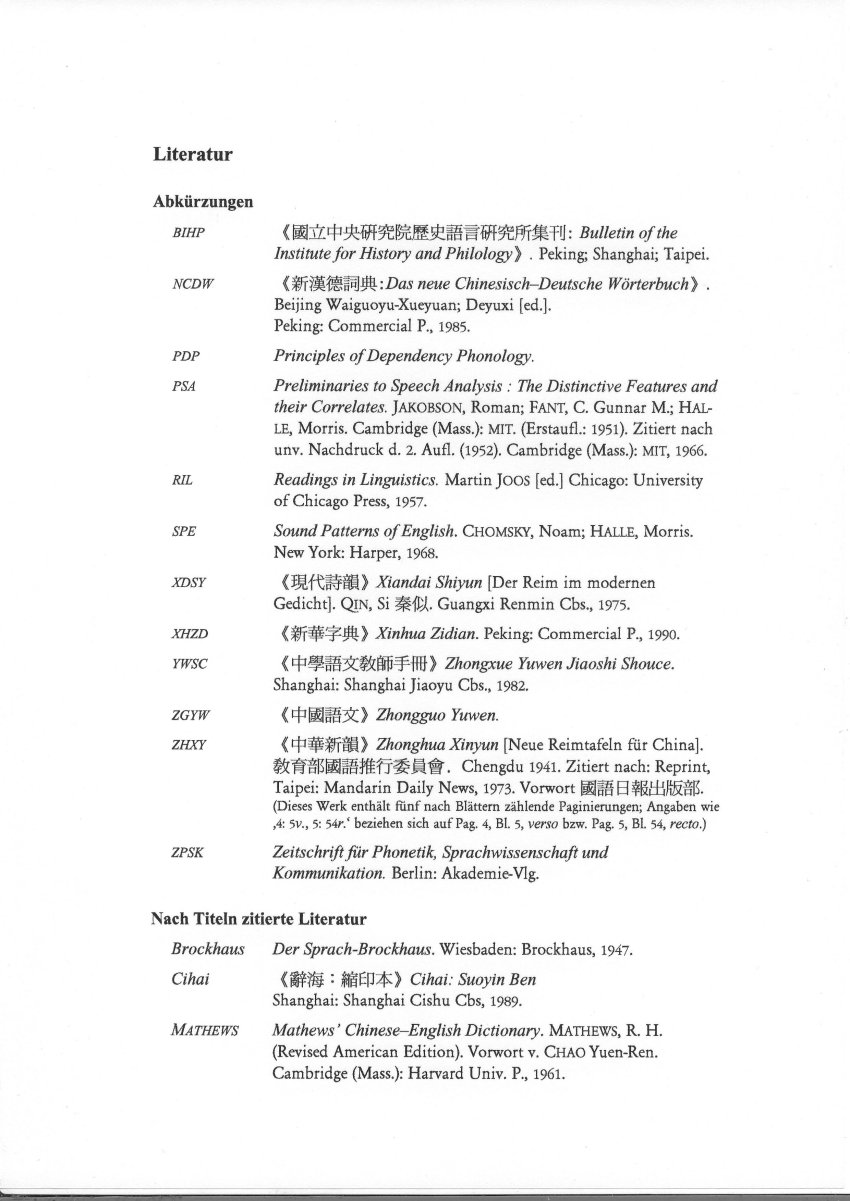 Literatur
Abkürzungen
BIHP 《國立中央研究院歷史語言研究所集刊: Bulletin of the
Institute for History and Philology》. Peking; Shanghai; Taipei.
NCDW 《新漢德詞典:Das neue Chinesisch–Deutsche Wörterbuch》.
Beijing Waiguoyu-Xueyuan; Deyuxi [ed.].
Peking: Commercial P., 1985.
PDP Principles of Dependency Phonology.
PSA Preliminaries to Speech Analysis : The Distinctive Features and
their Correlates. JAKOBSON, Roman; FANT, C. Gunnar M.; HAL-
LE, Morris. Cambridge (Mass.): MIT. (Erstaufl.: 1951). Zitiert nach
unv. Nachdruck d. 2. Aufl. (1952). Cambridge (Mass.): MIT, 1966.
RIL Readings in Linguistics. Martin JOOS [ed.] Chicago: University
of Chicago Press, 1957.
SPE Sound Patterns of English. CHOMSKY, Noam; HALLE, Morris.
New York: Harper, 1968.
XDSY 《現代詩韻》Xiandai Shiyun [Der Reim im modernen
Gedicht]. QIN, Si 秦似. Guangxi Renmin Cbs., 1975.
XHZD 《新華字典》Xinhua Zidian. Peking: Commercial P., 1990.
YWSC 《中學語文教師手冊》Zhongxue Yuwen Jiaoshi Shouce.
Shanghai: Shanghai Jiaoyu Cbs., 1982.
ZGYW 《中國語文》Zhongguo Yuwen.
ZHXY 《中華新韻》Zhonghua Xinyun [Neue Reimtafeln für China].
教育部國語推行委員會. Chengdu 1941. Zitiert nach: Reprint,
Taipei: Mandarin Daily News, 1973. Vorwort 國語日報出版部.
(Dieses Werk enthält fünf nach Blättern zählende Paginierungen; Angaben wie
‚4: 5v., 5: 54r.‘ beziehen sich auf Pag. 4, Bl. 5, verso bzw. Pag. 5, Bl. 54, recto.)
ZPSK Zeitschrift für Phonetik, Sprachwissenschaft und
Kommunikation. Berlin: Akademie-Vlg.
Nach Titeln zitierte Literatur
Brockhaus Der Sprach-Brockhaus. Wiesbaden: Brockhaus, 1947.
Cihai 《辭海：縮印本》Cihai: Suoyin Ben
Shanghai: Shanghai Cishu Cbs, 1989.
MATHEWS Mathews' Chinese–English Dictionary. MATHEWS, R. H.
(Revised American Edition). Vorwort v. CHAO Yuen-Ren.
Cambridge (Mass.): Harvard Univ. P., 1961.